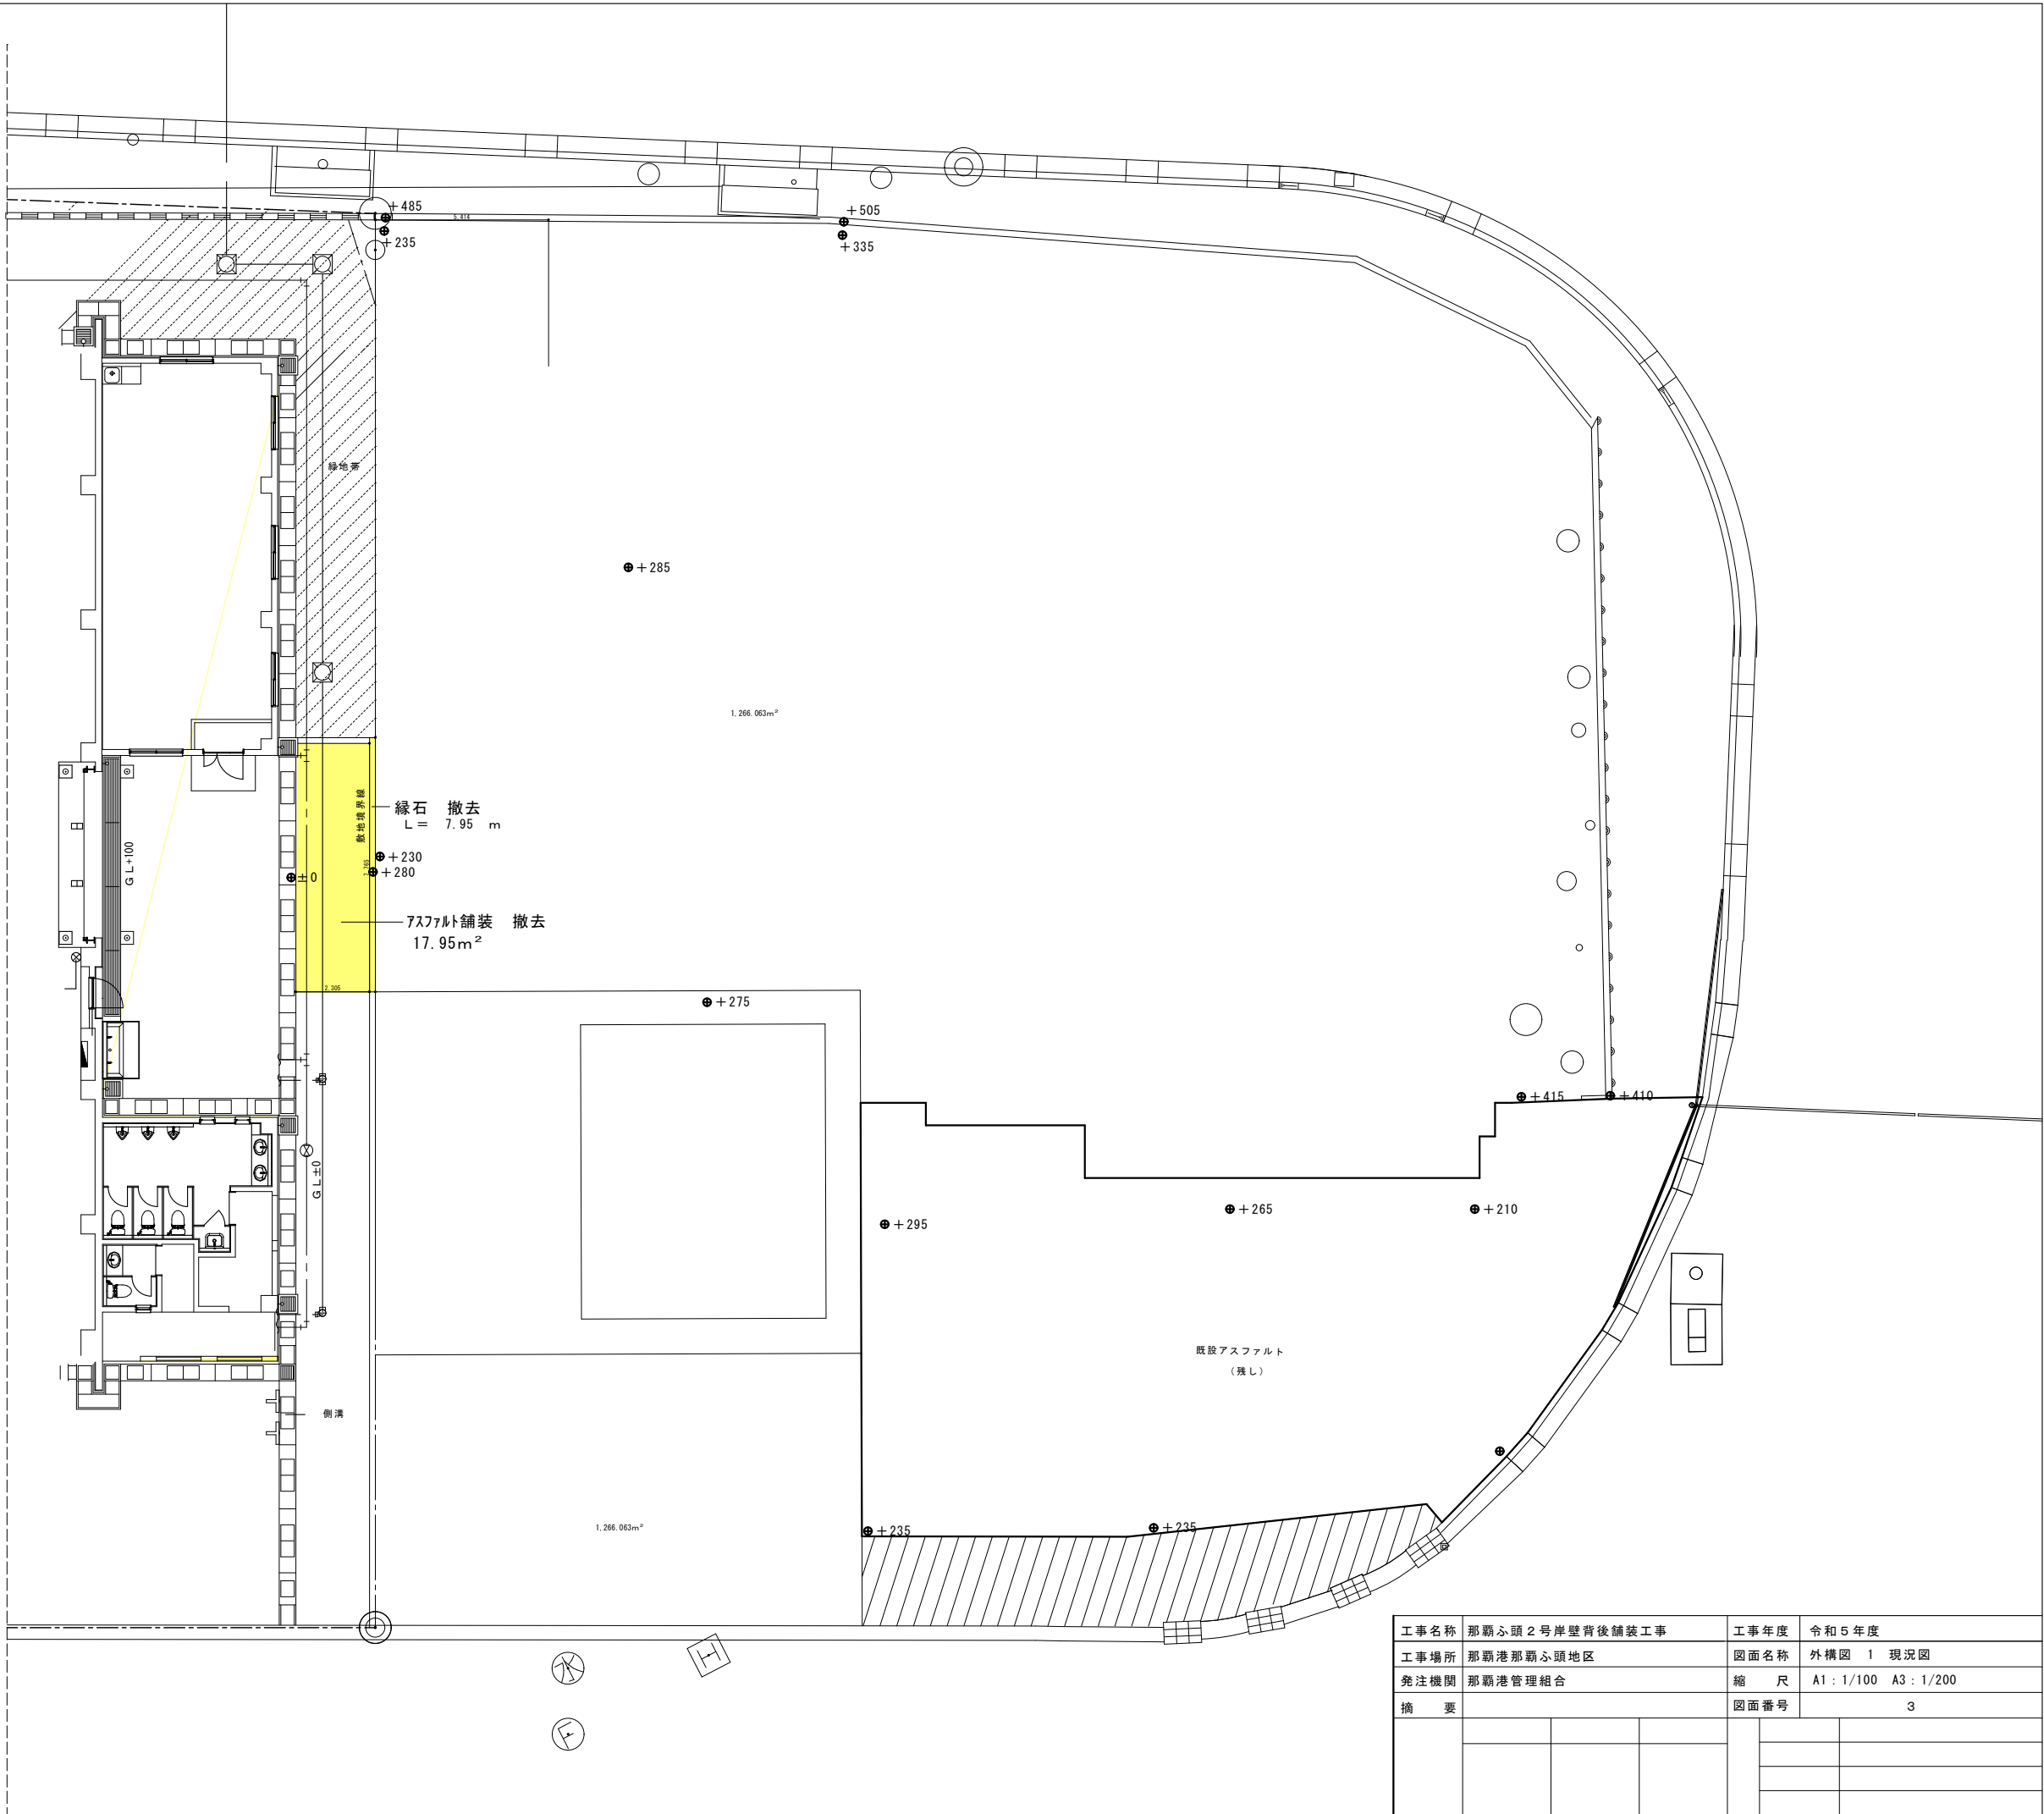 +485
5,414
+505
+235
+335
緑地帯
+285
1,266.063m²
敷地境界線
縁石 撤去
L= 7.95 m
GL+100
+230
+280
±0
アスファルト舗装 撤去
17.95m²
2,305
+275
+415
+410
GL±0
+295
+265
+210
既設アスファルト
(残し)
側溝
1,266.063m²
+235
+235
水
工事名称 那覇ふ頭2号岸壁背後舗装工事 工事年度 令和5年度
工事場所 那覇港那覇ふ頭地区 図面名称 外構図 1 現況図
発注機関 那覇港管理組合 縮 尺 A1:1/100 A3:1/200
摘 要 図面番号 3